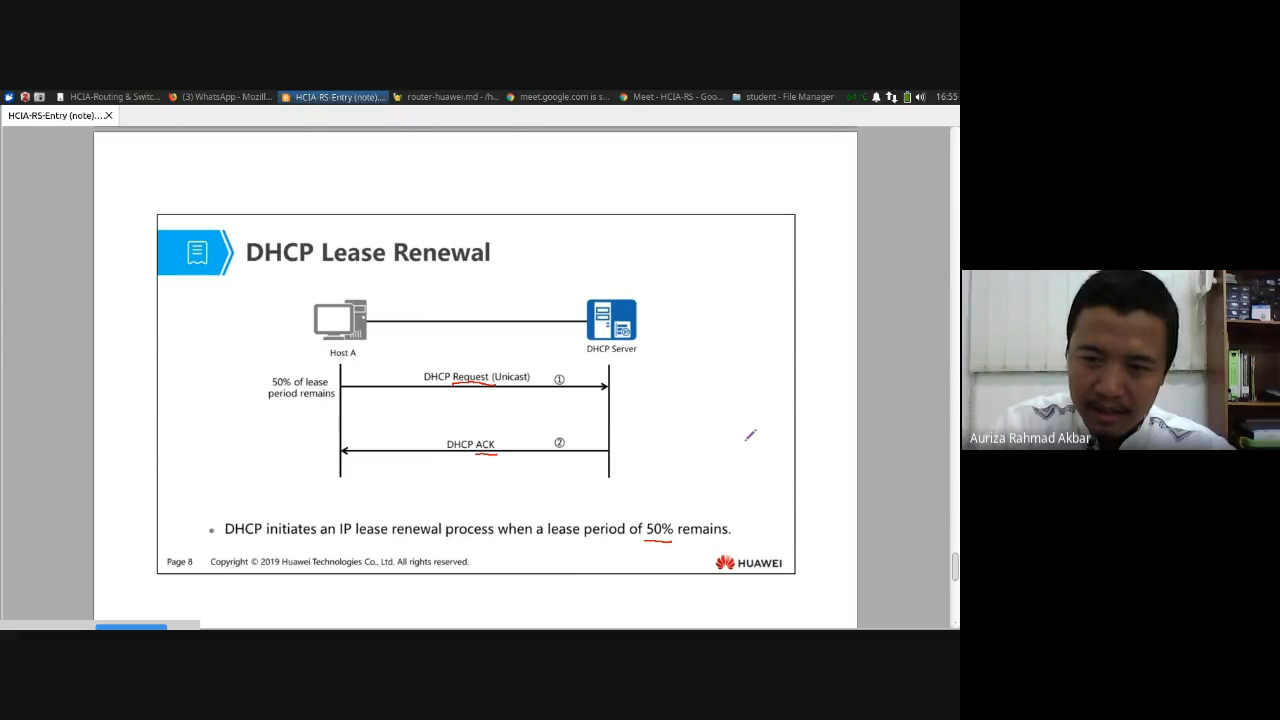 HCIA-Routing & Switc...
(3) WhatsApp - Mozill...
HCIA-RS-Entry (note)....
router-huawei.md - /h...
meet.google.com is s...
Meet - HCIA-RS - Goo...
student - File Manager
64°C
16:55
HCIA-RS-Entry (note)....
DHCP Lease Renewal
Host A
DHCP Server
50% of lease
period remains
DHCP Request (Unicast)
①
DHCP ACK
②
Auriza Rahmad Akbar
• DHCP initiates an IP lease renewal process when a lease period of 50% remains.
Page 8
Copyright © 2019 Huawei Technologies Co., Ltd. All rights reserved.
HUAWEI